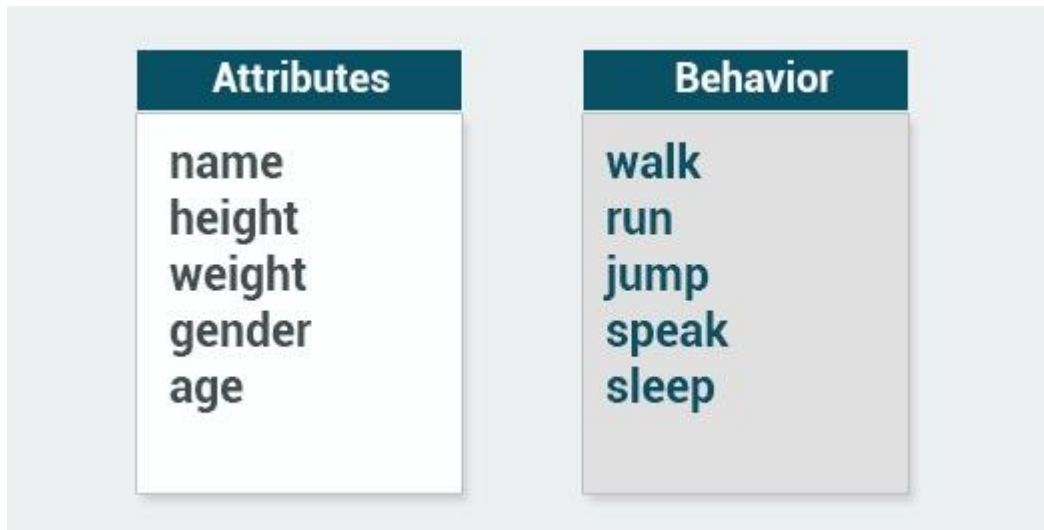 Attributes
name
height
weight
gender
age
Behavior
walk
run
jump
speak
sleep